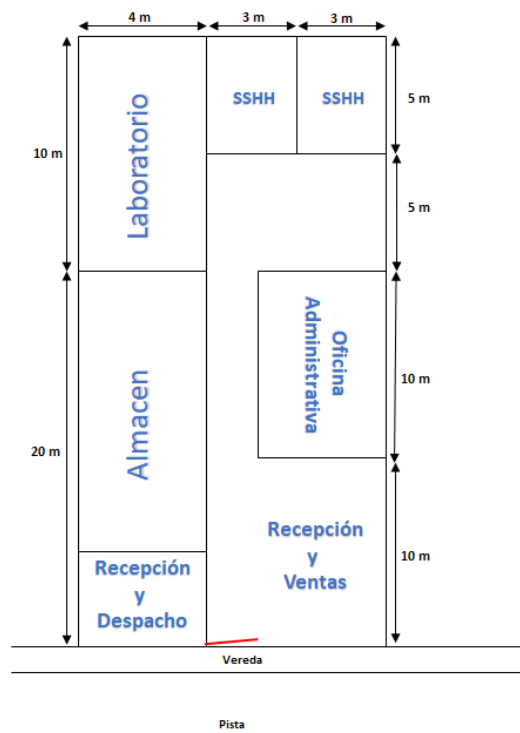 4 m
3 m
3 m
Laboratorio
SSHH
SSHH
5 m
10 m
5 m
Almacen
Oficina
Administrativa
10 m
20 m
Recepción
y
Ventas
10 m
Recepción
y
Despacho
Vereda
Pista